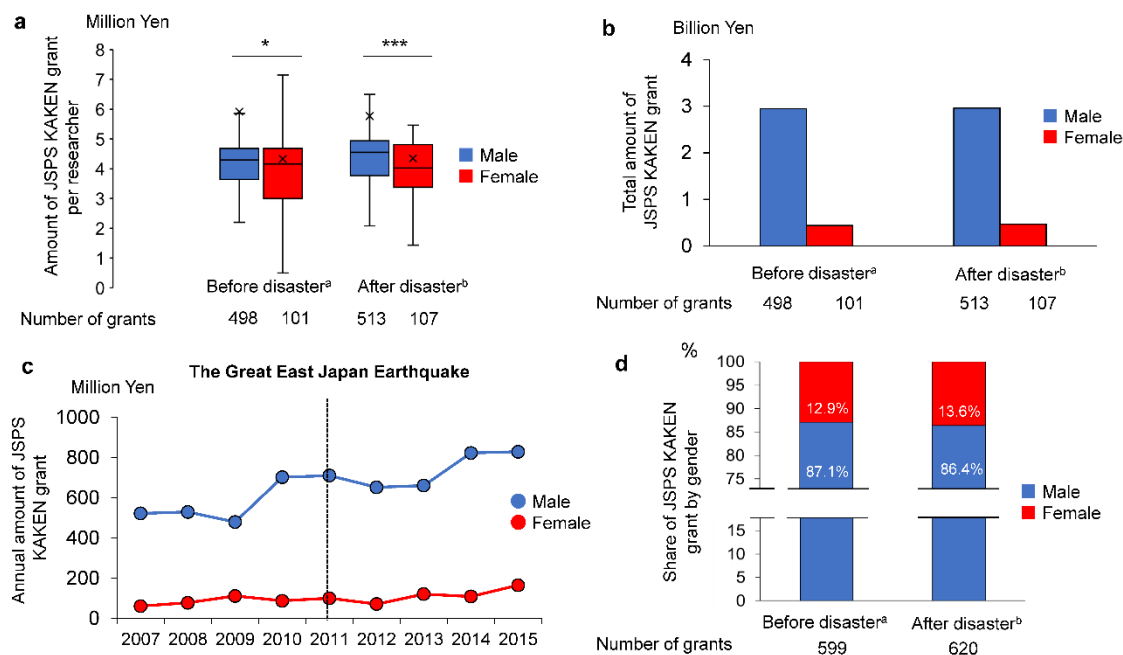 a
Million Yen
Amount of JSPS KAKEN grant
per researcher
8
7
6
5
4
3
2
1
0
*
***
Male
Female
Before disasterᵃ
After disasterᵇ
Number of grants
498
101
513
107
b
Billion Yen
Total amount of
JSPS KAKEN grant
4
3
2
1
0
Male
Female
Before disasterᵃ
After disasterᵇ
Number of grants
498
101
513
107
c
Million Yen
The Great East Japan Earthquake
Annual amount of JSPS
KAKEN grant
1000
800
600
400
200
0
Male
Female
2007 2008 2009 2010 2011 2012 2013 2014 2015
d
%
Share of JSPS KAKEN
grant by gender
100
95
90
85
80
75
15
10
5
0
12.9%
87.1%
13.6%
86.4%
Male
Female
Before disasterᵃ
After disasterᵇ
Number of grants
599
620